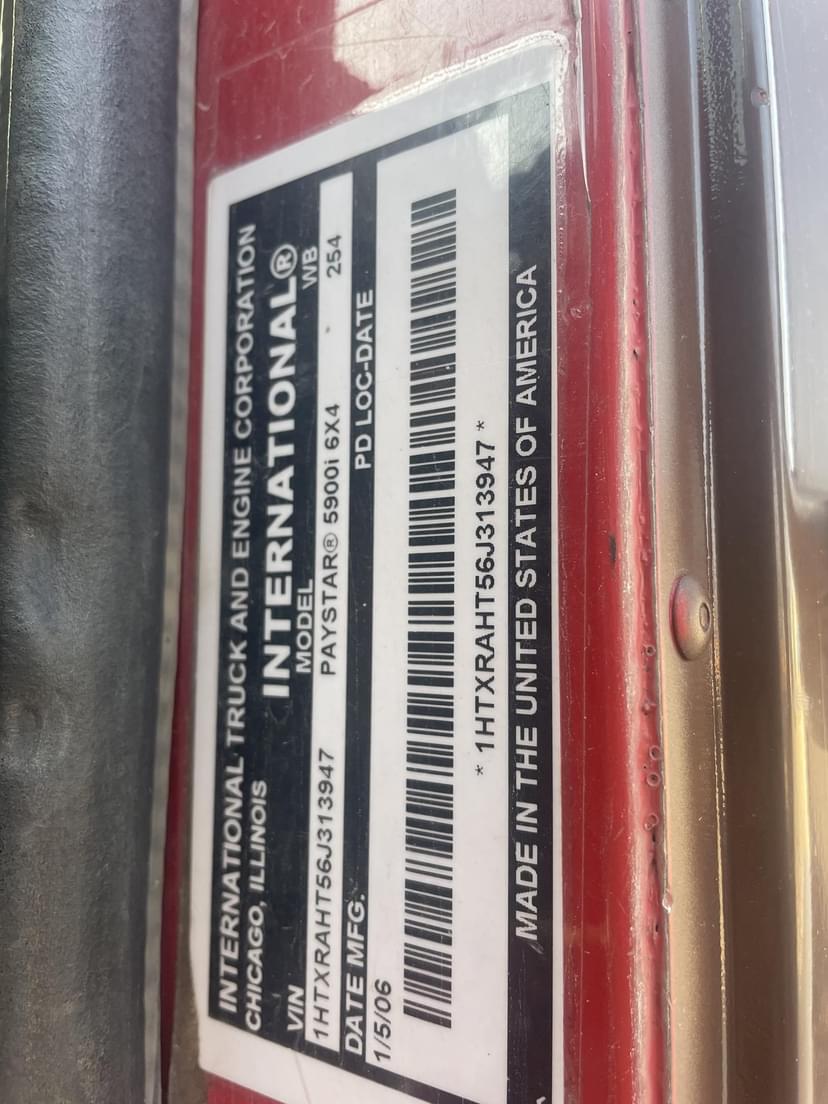 INTERNATIONAL TRUCK AND ENGINE CORPORATION
CHICAGO, ILLINOIS
INTERNATIONAL®
VIN MODEL WB
1HTXRAHT56J313947 PAYSTAR® 5900i 6X4 254
DATE MFG. PD LOC-DATE
1/5/06
* 1HTXRAHT56J313947 *
MADE IN THE UNITED STATES OF AMERICA